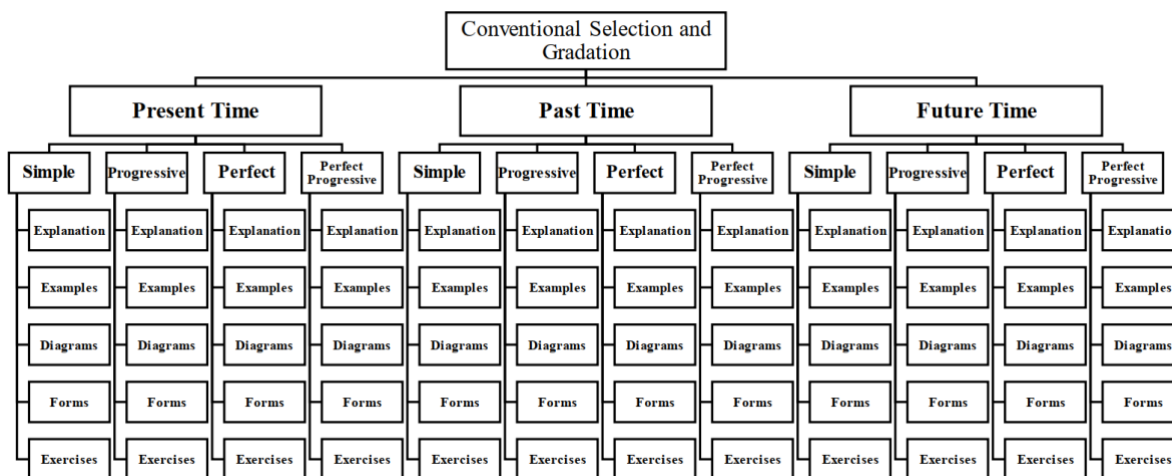 Conventional Selection and
Gradation
Present Time
Past Time
Future Time
Simple
Progressive
Perfect
Perfect
Progressive
Simple
Progressive
Perfect
Perfect
Progressive
Simple
Progressive
Perfect
Perfect
Progressive
Explanation
Explanation
Explanation
Explanation
Explanation
Explanation
Explanation
Explanation
Explanation
Explanation
Explanation
Explanatio
Examples
Examples
Examples
Examples
Examples
Examples
Examples
Examples
Examples
Examples
Examples
Examples
Diagrams
Diagrams
Diagrams
Diagrams
Diagrams
Diagrams
Diagrams
Diagrams
Diagrams
Diagrams
Diagrams
Diagrams
Forms
Forms
Forms
Forms
Forms
Forms
Forms
Forms
Forms
Forms
Forms
Forms
Exercises
Exercises
Exercises
Exercises
Exercises
Exercises
Exercises
Exercises
Exercises
Exercises
Exercises
Exercises